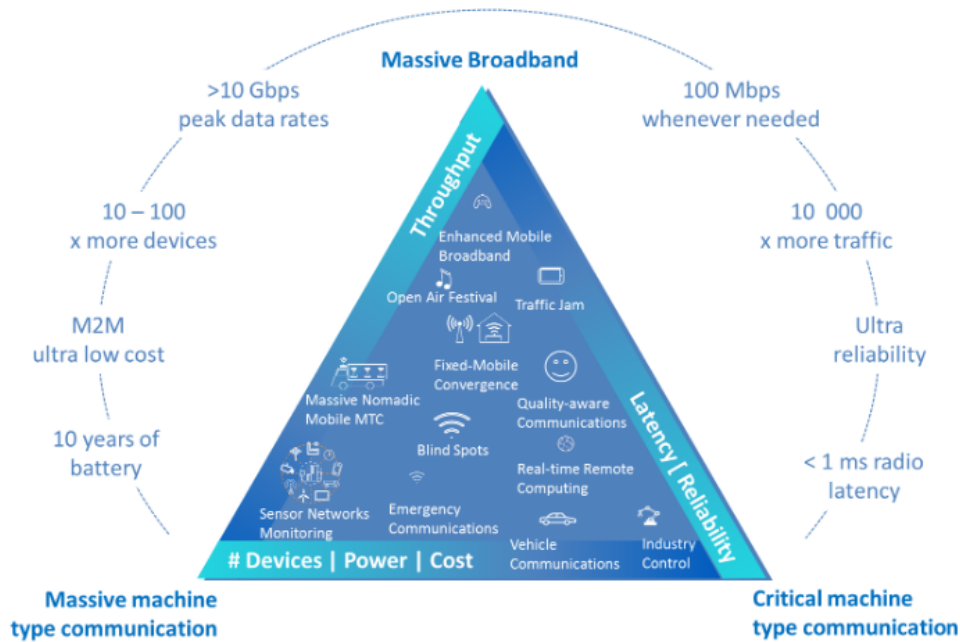 Massive Broadband
>10 Gbps
peak data rates
100 Mbps
whenever needed
10 – 100
x more devices
10 000
x more traffic
M2M
ultra low cost
Ultra
reliability
10 years of
battery
< 1 ms radio
latency
Throughput
Enhanced Mobile
Broadband
Open Air Festival
Traffic Jam
Fixed-Mobile
Convergence
Massive Nomadic
Mobile MTC
Quality-aware
Communications
Blind Spots
Real-time Remote
Computing
Latency [ Reliability
Sensor Networks
Monitoring
Emergency
Communications
Vehicle
Communications
Industry
Control
# Devices | Power | Cost
Massive machine
type communication
Critical machine
type communication